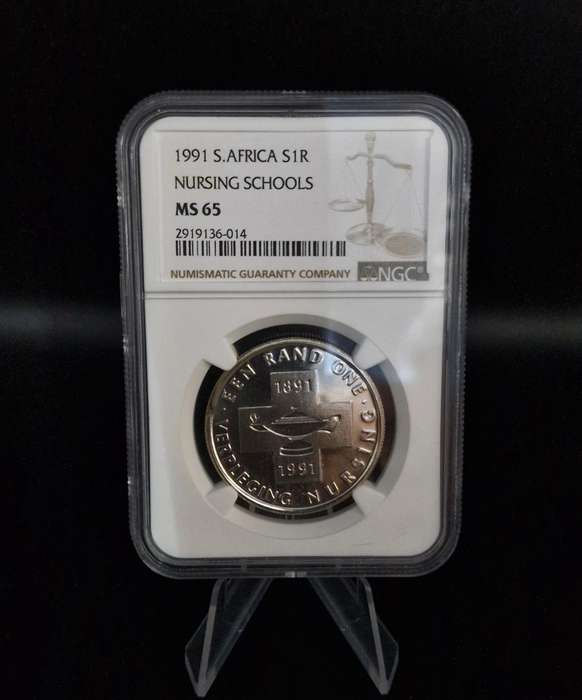 1991 S.AFRICA S1R
NURSING SCHOOLS
MS 65
2919136-014
NUMISMATIC GUARANTY COMPANY
NGC®
EEN RAND ONE
1891
1991
VERPLEGING NURSING